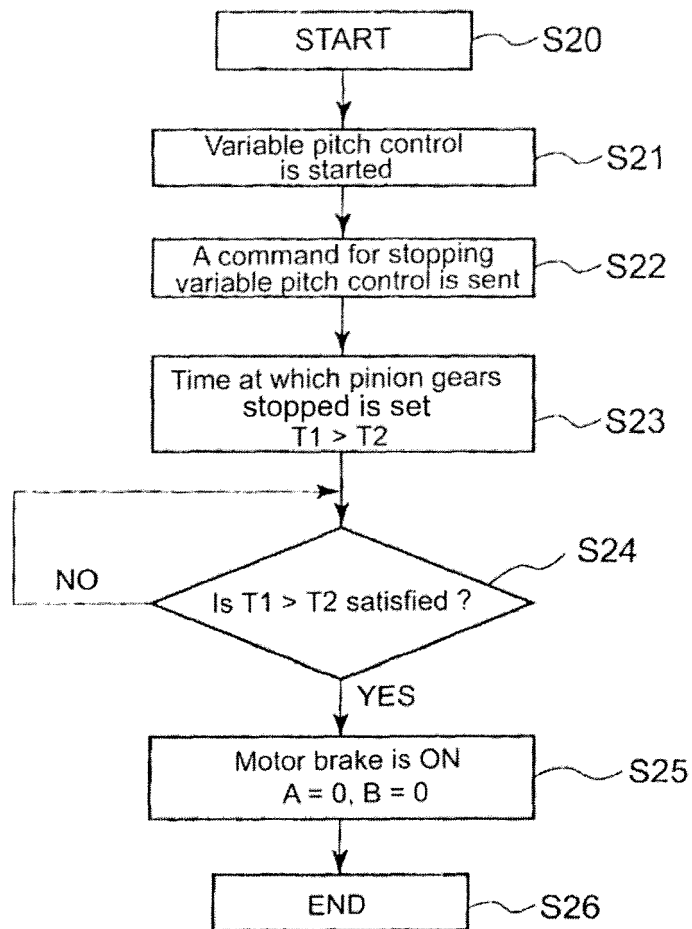 START
S20
Variable pitch control
is started
S21
A command for stopping
variable pitch control is sent
S22
Time at which pinion gears
stopped is set
T1 > T2
S23
S24
NO
Is T1 > T2 satisfied ?
YES
Motor brake is ON
A = 0, B = 0
S25
END
S26